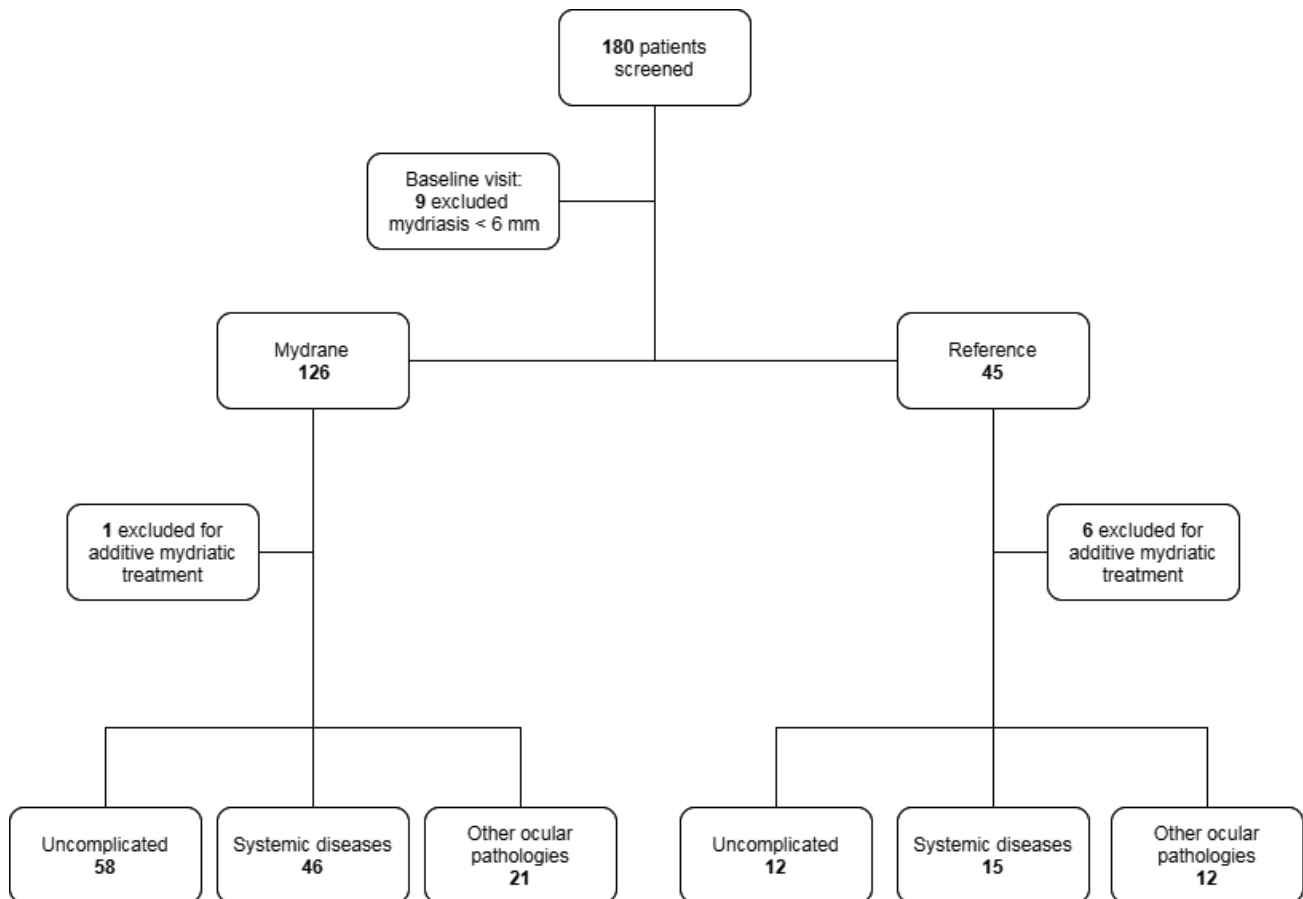 180 patients
screened
Baseline visit:
9 excluded
mydriasis < 6 mm
Mydrane
126
Reference
45
1 excluded for
additive mydriatic
treatment
6 excluded for
additive mydriatic
treatment
Uncomplicated
58
Systemic diseases
46
Other ocular
pathologies
21
Uncomplicated
12
Systemic diseases
15
Other ocular
pathologies
12